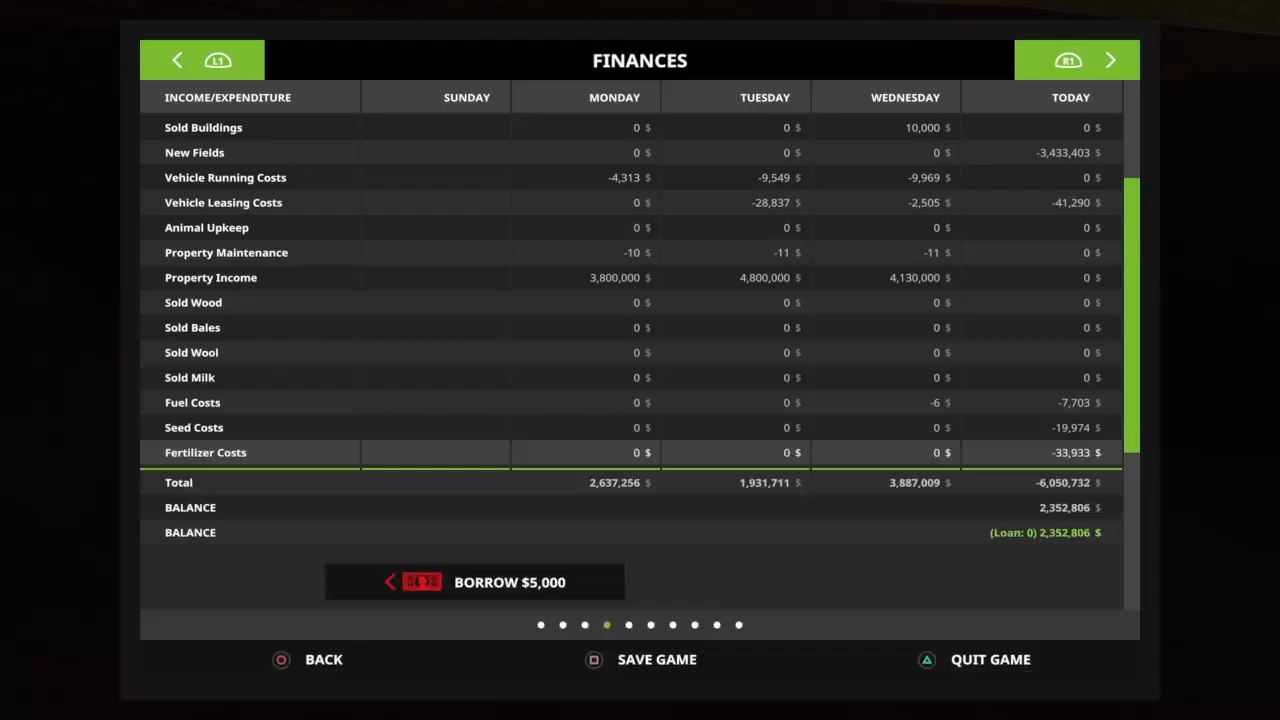 L1 FINANCES R1
INCOME/EXPENDITURE SUNDAY MONDAY TUESDAY WEDNESDAY TODAY
Sold Buildings 0 $ 0 $ 10,000 $ 0 $
New Fields 0 $ 0 $ 0 $ -3,433,403 $
Vehicle Running Costs -4,313 $ -9,549 $ -9,969 $ 0 $
Vehicle Leasing Costs 0 $ -28,837 $ -2,505 $ -41,290 $
Animal Upkeep 0 $ 0 $ 0 $ 0 $
Property Maintenance -10 $ -11 $ -11 $ 0 $
Property Income 3,800,000 $ 4,800,000 $ 4,130,000 $ 0 $
Sold Wood 0 $ 0 $ 0 $ 0 $
Sold Bales 0 $ 0 $ 0 $ 0 $
Sold Wool 0 $ 0 $ 0 $ 0 $
Sold Milk 0 $ 0 $ 0 $ 0 $
Fuel Costs 0 $ 0 $ -6 $ -7,703 $
Seed Costs 0 $ 0 $ 0 $ -19,974 $
Fertilizer Costs 0 $ 0 $ 0 $ -33,933 $
Total 2,637,256 $ 1,931,711 $ 3,887,009 $ -6,050,732 $
BALANCE 2,352,806 $
BALANCE (Loan: 0) 2,352,806 $
BORROW $5,000
BACK SAVE GAME QUIT GAME